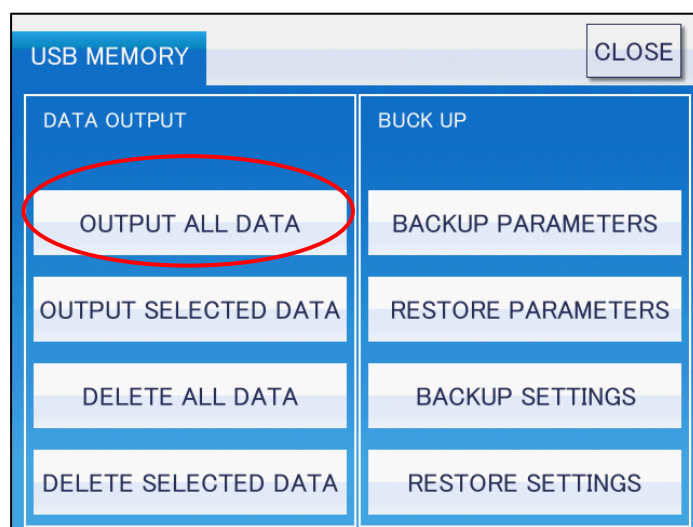 USB MEMORY
CLOSE
DATA OUTPUT
OUTPUT ALL DATA
OUTPUT SELECTED DATA
DELETE ALL DATA
DELETE SELECTED DATA
BUCK UP
BACKUP PARAMETERS
RESTORE PARAMETERS
BACKUP SETTINGS
RESTORE SETTINGS